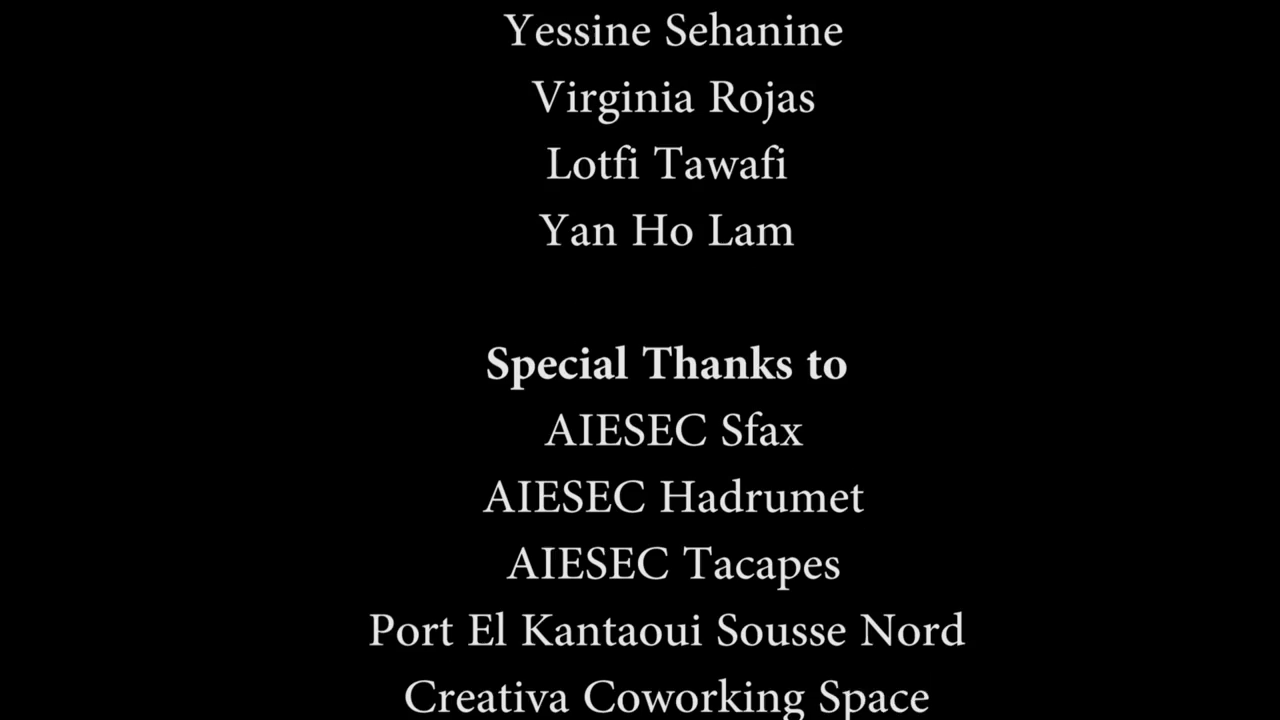 Yessine Sehanine
Virginia Rojas
Lotfi Tawafi
Yan Ho Lam
Special Thanks to
AIESEC Sfax
AIESEC Hadrumet
AIESEC Tacapes
Port El Kantaoui Sousse Nord
Creativa Coworking Space